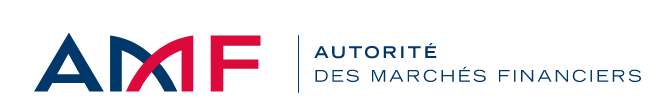 AMF
AUTORITÉ
DES MARCHÉS FINANCIERS